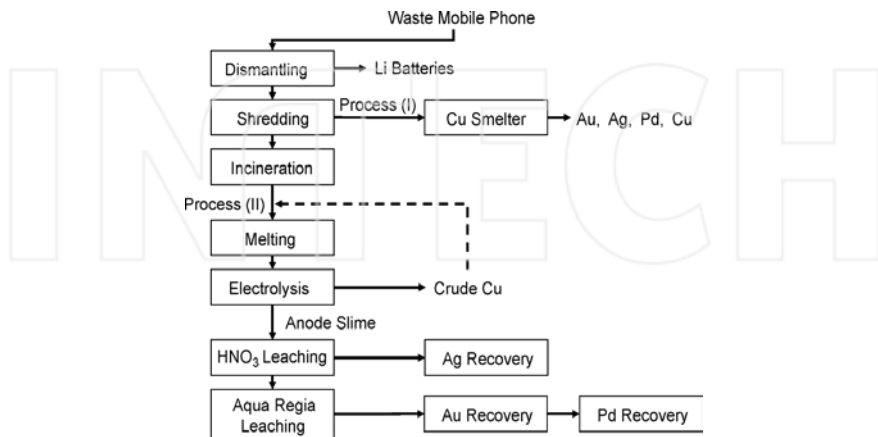 INTECH
Waste Mobile Phone
Dismantling
Li Batteries
Shredding
Process (I)
Cu Smelter
Au, Ag, Pd, Cu
Incineration
Process (II)
Melting
Electrolysis
Crude Cu
Anode Slime
HNO₃ Leaching
Ag Recovery
Aqua Regia
Leaching
Au Recovery
Pd Recovery